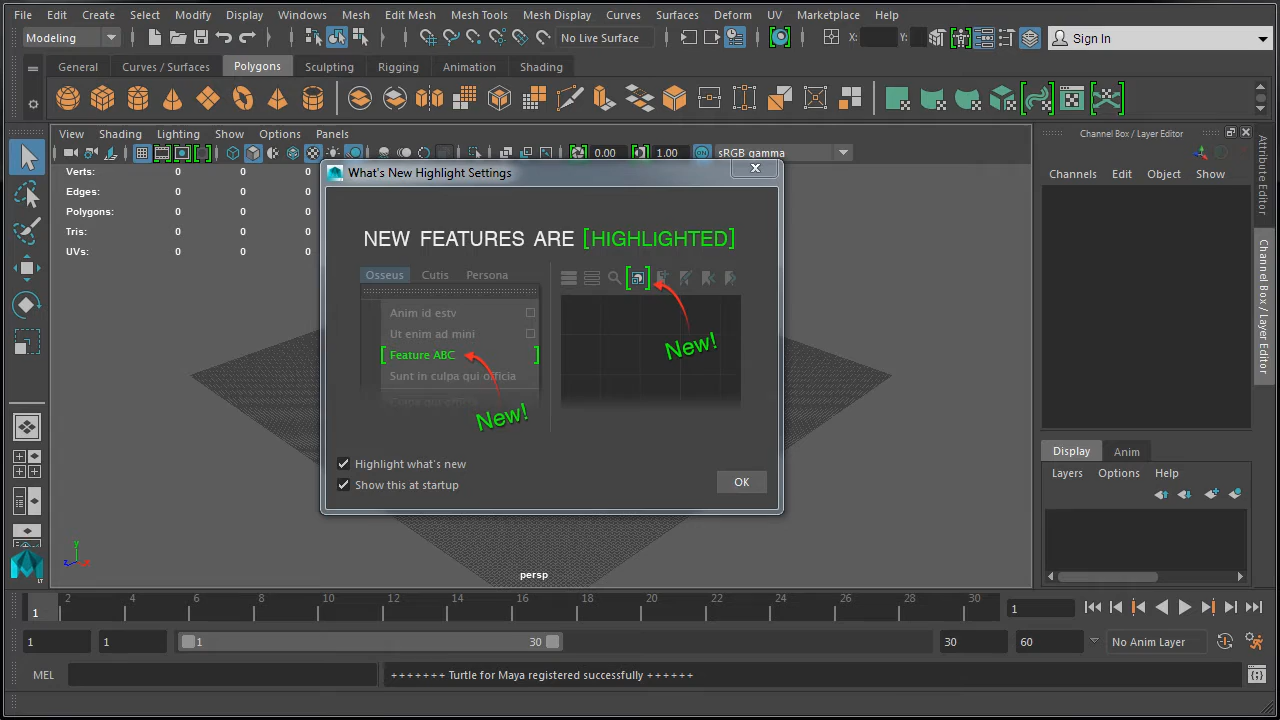 File Edit Create Select Modify Display Windows Mesh Edit Mesh Mesh Tools Mesh Display Curves Surfaces Deform UV Marketplace Help
Modeling No Live Surface X: Y: Sign In
General Curves / Surfaces Polygons Sculpting Rigging Animation Shading
View Shading Lighting Show Options Panels
0.00 1.00 ON sRGB gamma
Verts: 0 0 0
Edges: 0 0 0
Polygons: 0 0 0
Tris: 0 0 0
UVs: 0 0 0
Channel Box / Layer Editor
Channels Edit Object Show
Attribute Editor
Channel Box / Layer Editor
What's New Highlight Settings
NEW FEATURES ARE [HIGHLIGHTED]
Osseus Cutis Persona
Anim id estv
Ut enim ad mini
Feature ABC
Sunt in culpa qui officia
New!
New!
Highlight what's new
Show this at startup
OK
Display Anim
Layers Options Help
y
z
LT
persp
2 4 6 8 10 12 14 16 18 20 22 24 26 28 30
1 1
1 1 1 30 30 60 No Anim Layer
MEL +++++++ Turtle for Maya registered successfully ++++++